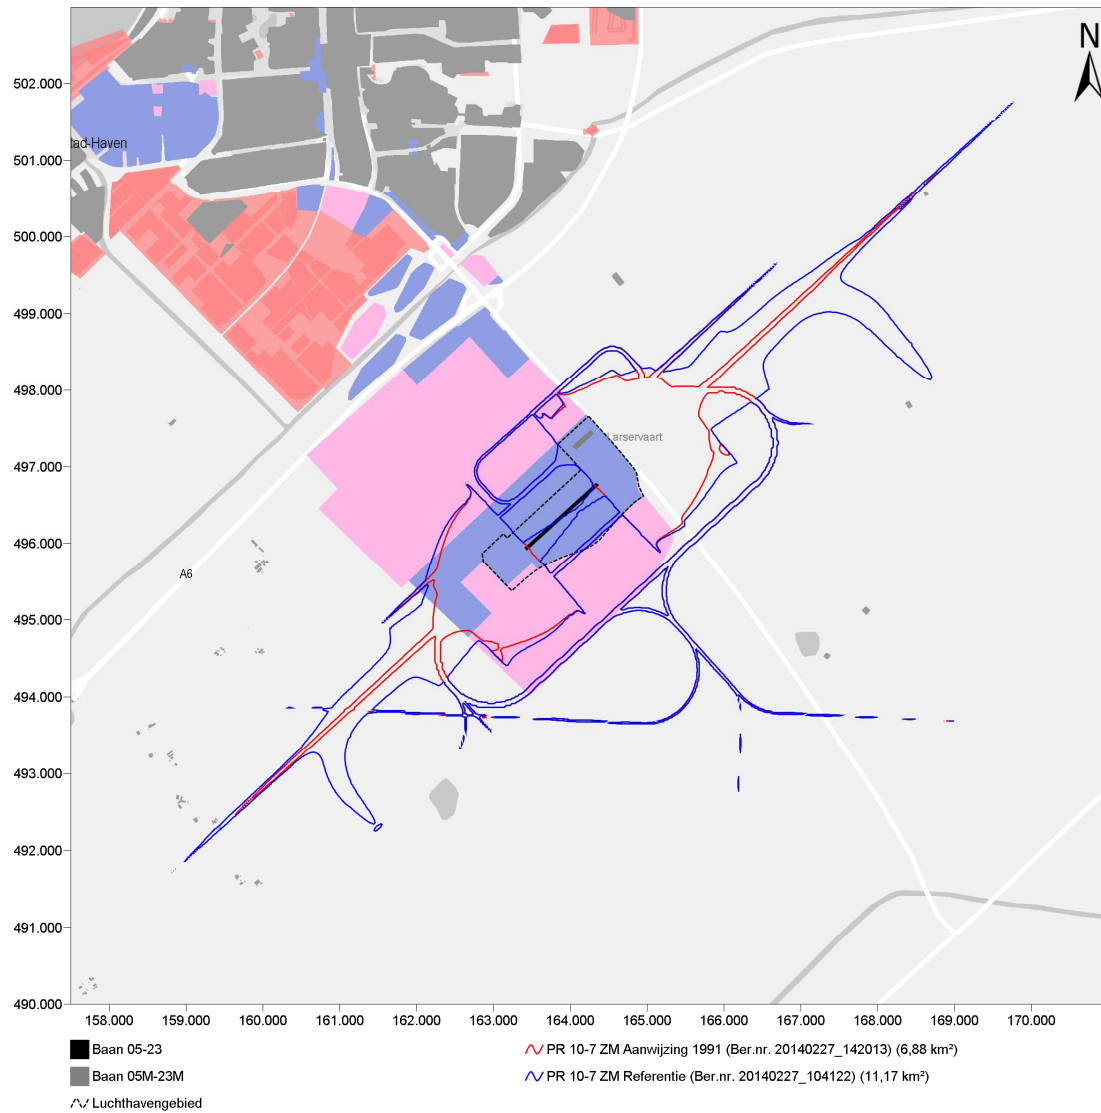 N
502.000
tad-Haven
501.000
500.000
499.000
498.000
Larservaart
497.000
496.000
A6
495.000
494.000
493.000
492.000
491.000
490.000
158.000 159.000 160.000 161.000 162.000 163.000 164.000 165.000 166.000 167.000 168.000 169.000 170.000
Baan 05-23
PR 10-7 ZM Aanwijzing 1991 (Ber.nr. 20140227_142013) (6,88 km²)
Baan 05M-23M
PR 10-7 ZM Referentie (Ber.nr. 20140227_104122) (11,17 km²)
Luchthavengebied